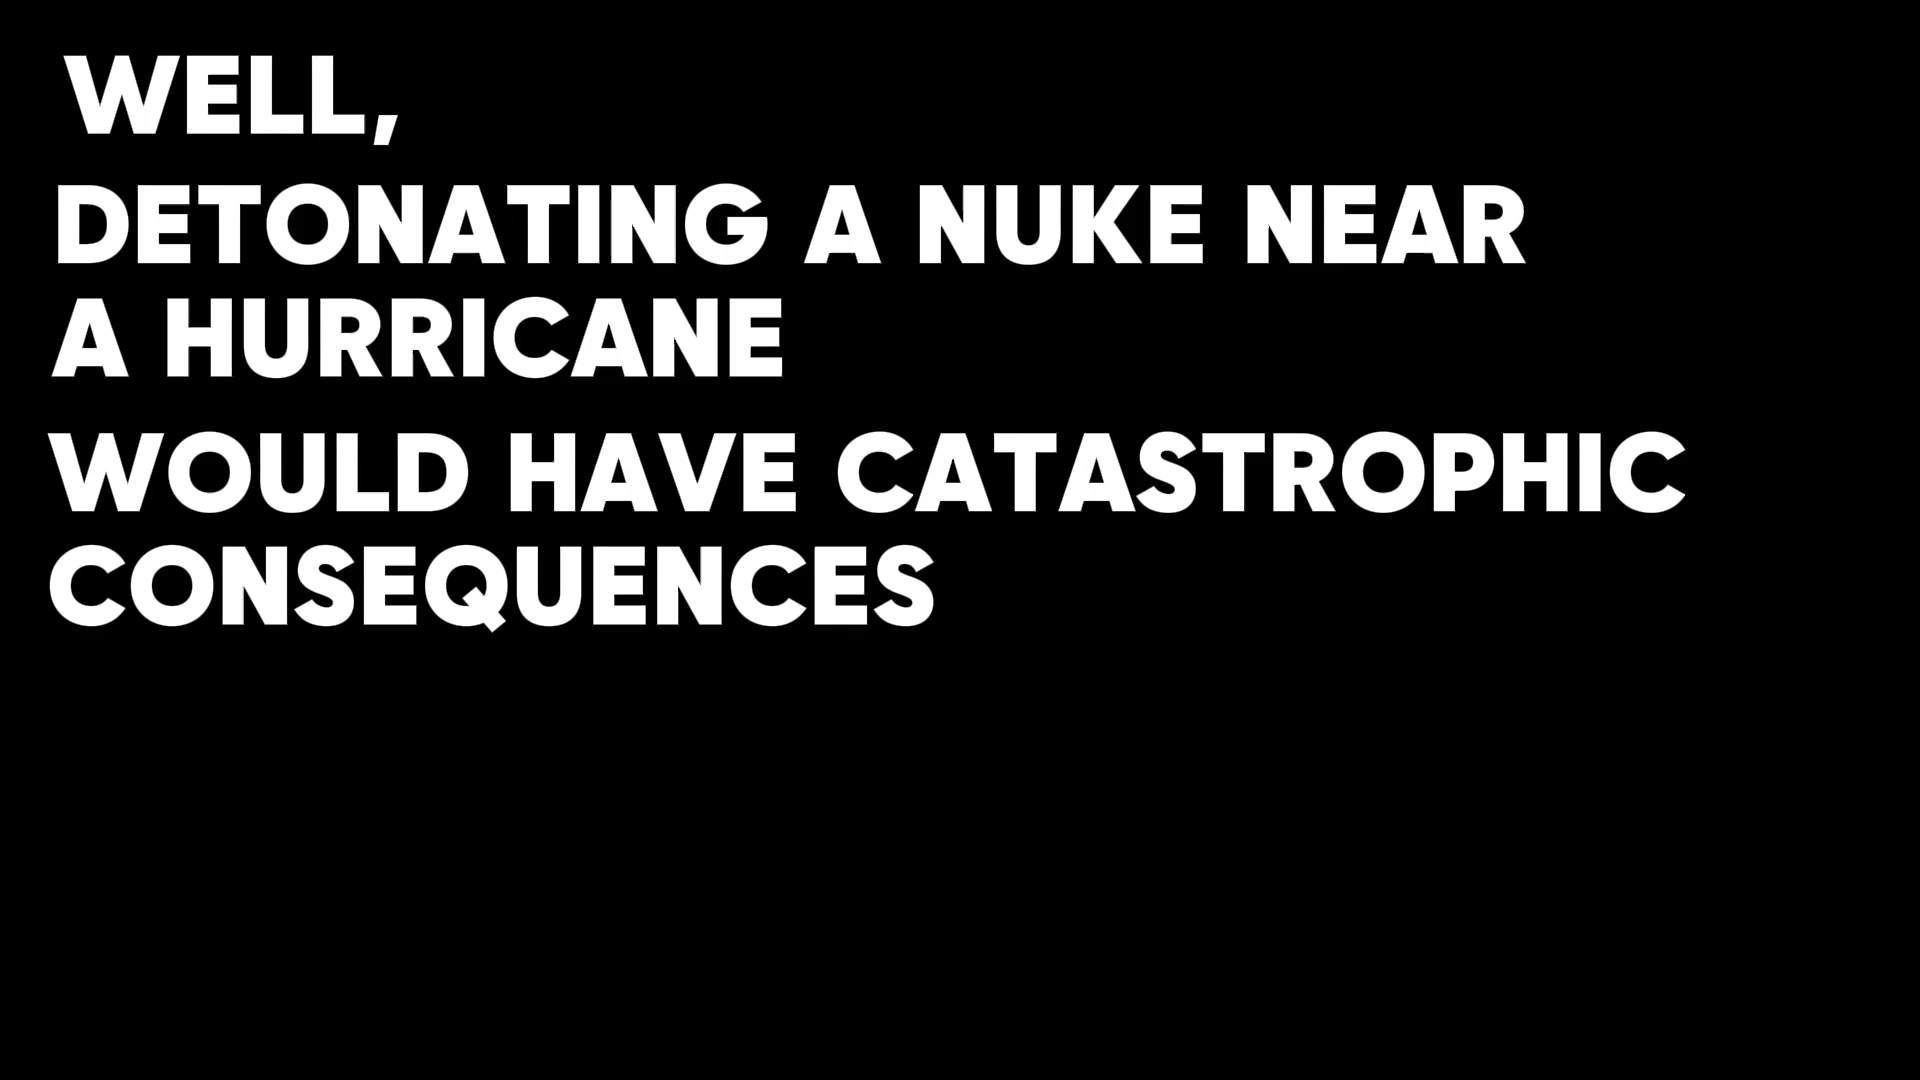 WELL,
DETONATING A NUKE NEAR
A HURRICANE
WOULD HAVE CATASTROPHIC
CONSEQUENCES